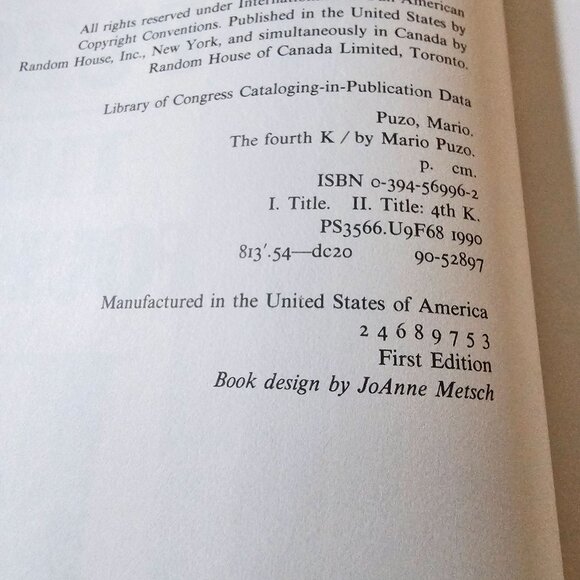 All rights reserved under American
Copyright Conventions. Published in the United States by
Random House, Inc., New York, and simultaneously in Canada by
Random House of Canada Limited, Toronto.
Library of Congress Cataloging-in-Publication Data
Puzo, Mario.
The fourth K / by Mario Puzo.
p. cm.
ISBN 0-394-56996-2
I. Title. II. Title: 4th K.
PS3566.U9F68 1990
813'.54—dc20 90-52897
Manufactured in the United States of America
2 4 6 8 9 7 5 3
First Edition
Book design by JoAnne Metsch